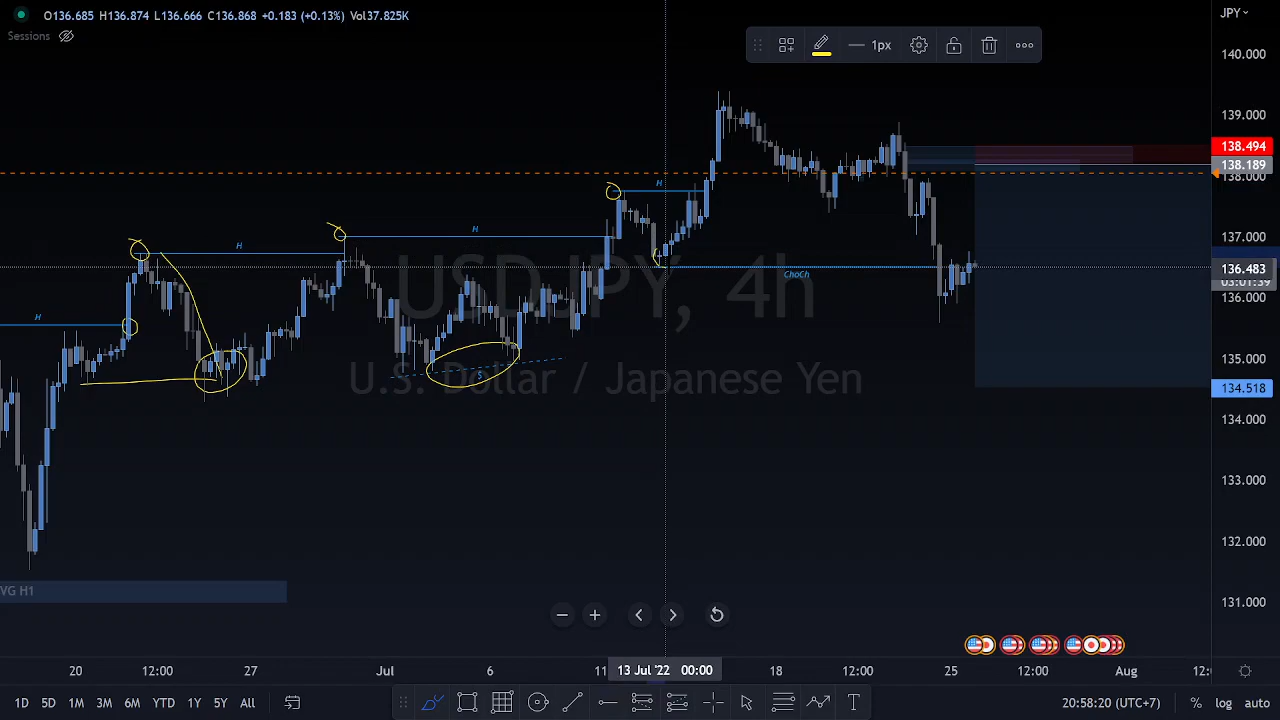 O136.685 H136.874 L136.666 C136.868 +0.183 (+0.13%) Vol37.825K
Sessions
1px
JPY
140.000
139.000
138.494
138.189
138.000
137.000
136.483
03:01:39
136.000
135.000
134.518
134.000
133.000
132.000
131.000
H
H
H
H
ChoCh
$
USDJPY, 4h
U.S. Dollar / Japanese Yen
VG H1
20 12:00 27 Jul 6 11 13 Jul '22 00:00 18 12:00 25 12:00 Aug 12:
1D 5D 1M 3M 6M YTD 1Y 5Y All
T
20:58:20 (UTC+7) % log auto